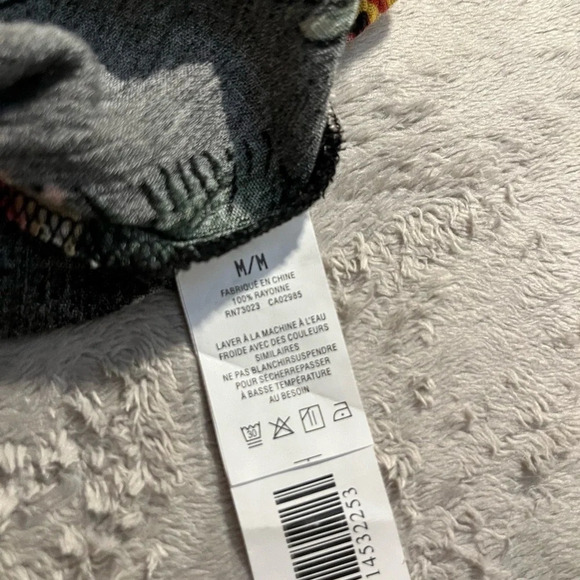 M/M
FABRIQUÉ EN CHINE
100% RAYONNE
RN73023 CA02985
LAVER À LA MACHINE À L'EAU
FROIDE AVEC DES COULEURS
SIMILAIRES
NE PAS BLANCHIRSUSPENDRE
POUR SÉCHERREPASSER
À BASSE TEMPÉRATURE
AU BESOIN
30
14532253